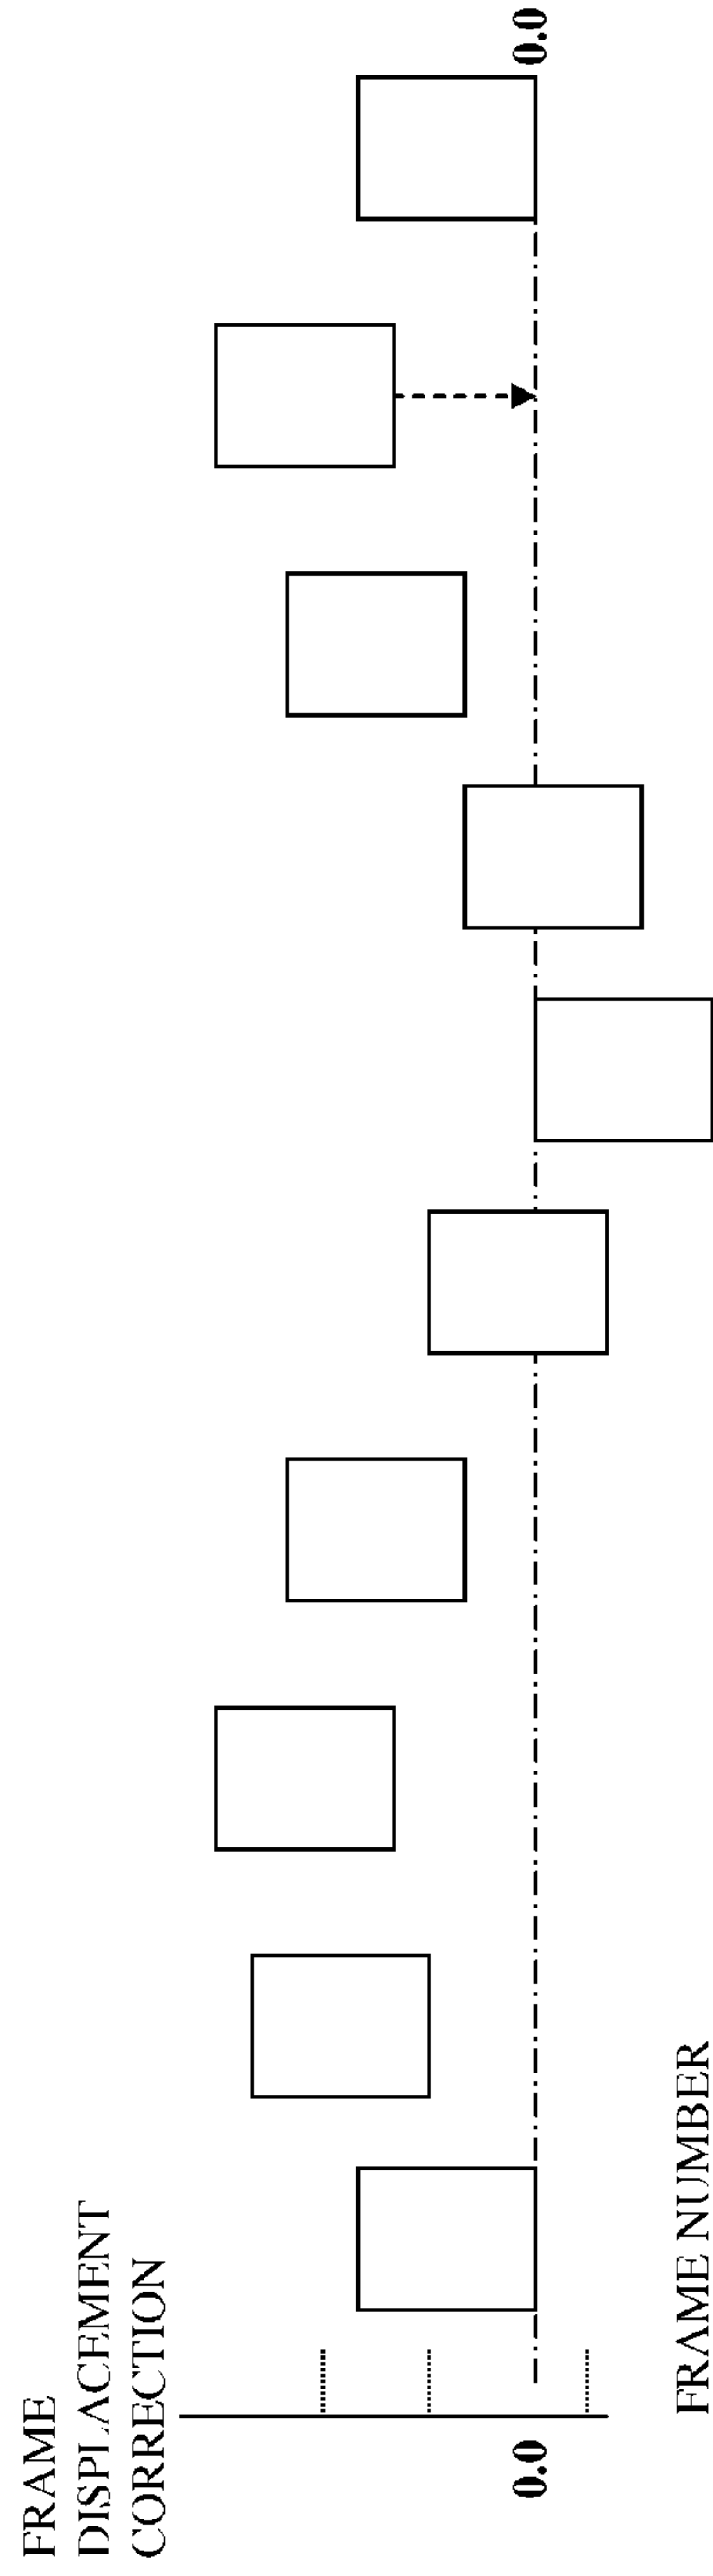 FRAME
DISPLACEMENT
CORRECTION
0.0
0.0
FRAME NUMBER